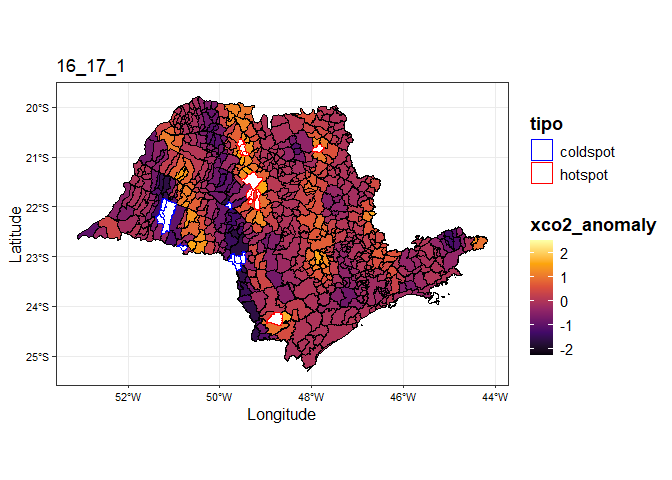 16_17_1
20°S
21°S
22°S
23°S
24°S
25°S
Latitude
52°W
50°W
48°W
46°W
44°W
Longitude
tipo
coldspot
hotspot
xco2_anomaly
2
1
0
-1
-2